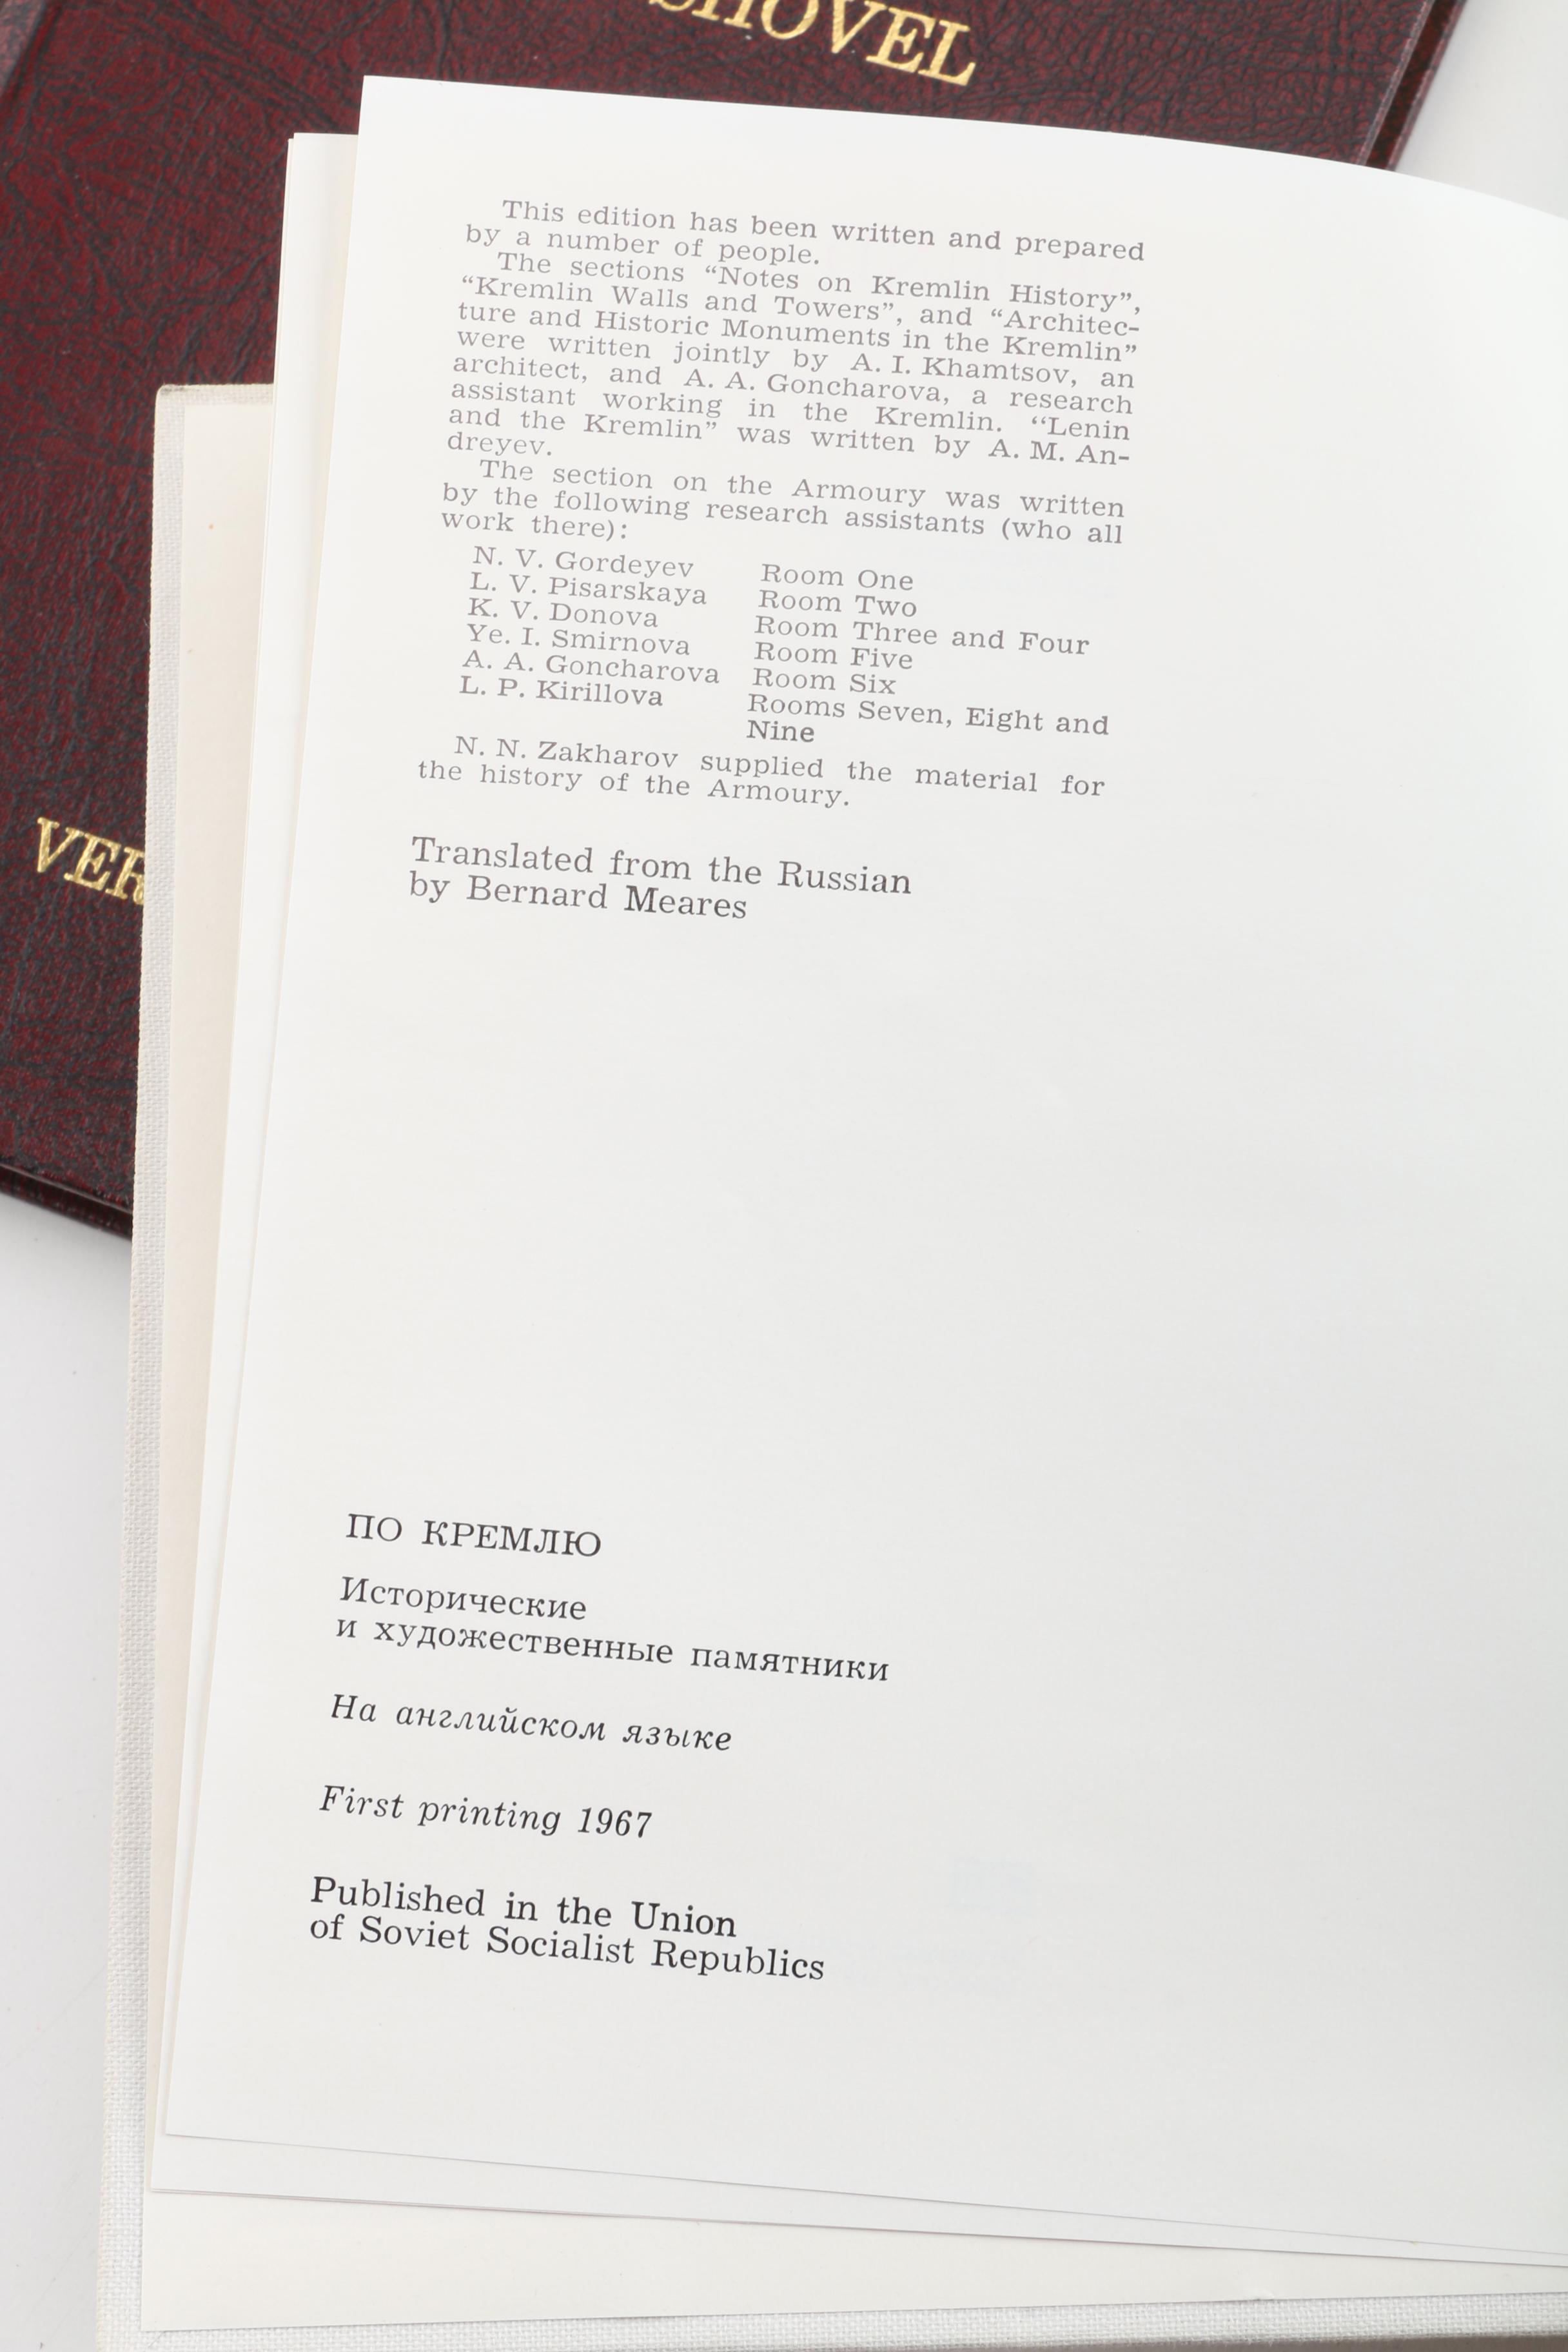 This edition has been written and prepared
by a number of people.
The sections “Notes on Kremlin History”,
“Kremlin Walls and Towers”, and “Architec-
ture and Historic Monuments in the Kremlin”
were written jointly by A. I. Khamtsov, an
architect, and A. A. Goncharova, a research
assistant working in the Kremlin. “Lenin
and the Kremlin” was written by A. M. An-
dreyev.
The section on the Armoury was written
by the following research assistants (who all
work there):
N. V. Gordeyev Room One
L. V. Pisarskaya Room Two
K. V. Donova Room Three and Four
Ye. I. Smirnova Room Five
A. A. Goncharova Room Six
L. P. Kirillova Rooms Seven, Eight and
Nine
N. N. Zakharov supplied the material for
the history of the Armoury.
Translated from the Russian
by Bernard Meares
ПО КРЕМЛЮ
Исторические
и художественные памятники
На английском языке
First printing 1967
Published in the Union
of Soviet Socialist Republics